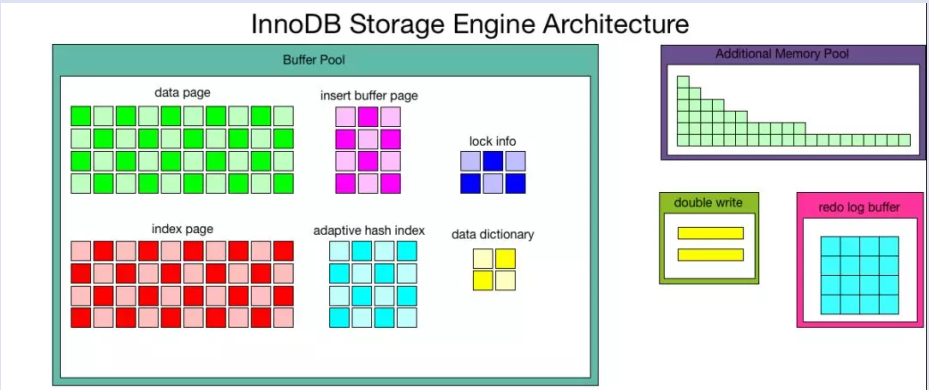 InnoDB Storage Engine Architecture
Buffer Pool
data page
insert buffer page
lock info
index page
adaptive hash index
data dictionary
Additional Memory Pool
double write
redo log buffer